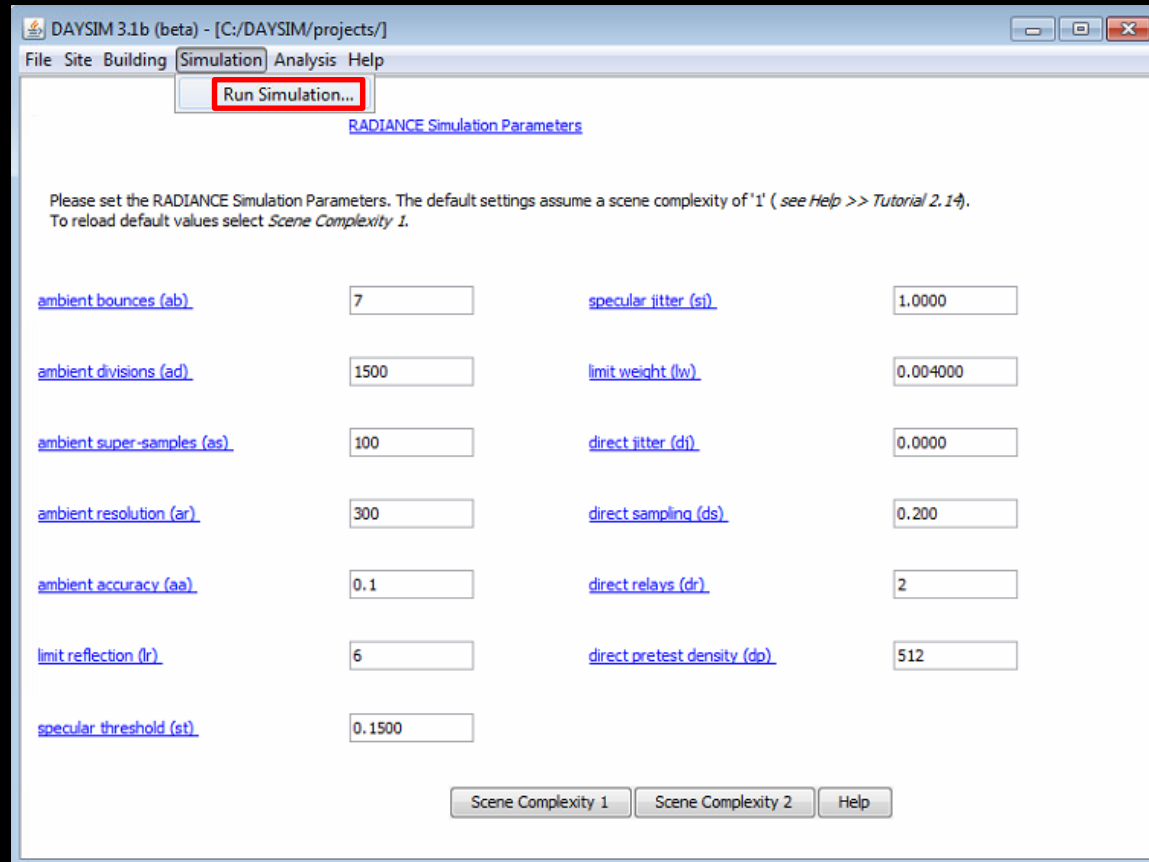 DAYSIM 3.1b (beta) - [C:/DAYSIM/projects/]
File Site Building Simulation Analysis Help
Run Simulation...
RADIANCE Simulation Parameters
Please set the RADIANCE Simulation Parameters. The default settings assume a scene complexity of '1' ( see Help >> Tutorial 2.14).
To reload default values select Scene Complexity 1.
ambient bounces (ab) 7 specular jitter (sj) 1.0000
ambient divisions (ad) 1500 limit weight (lw) 0.004000
ambient super-samples (as) 100 direct jitter (dj) 0.0000
ambient resolution (ar) 300 direct sampling (ds) 0.200
ambient accuracy (aa) 0.1 direct relays (dr) 2
limit reflection (lr) 6 direct pretest density (dp) 512
specular threshold (st) 0.1500
Scene Complexity 1 Scene Complexity 2 Help